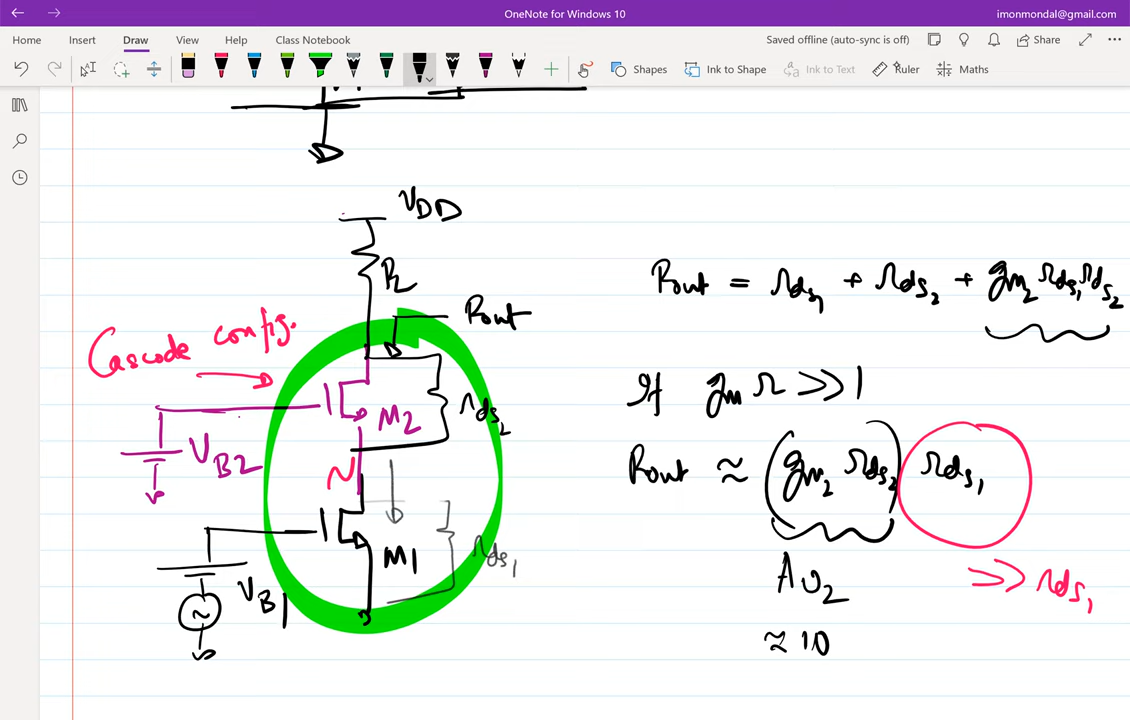 OneNote for Windows 10
imonmondal@gmail.com
Home Insert Draw View Help Class Notebook
Saved offline (auto-sync is off) Share
Shapes Ink to Shape Ink to Text Ruler Maths
VDD
RL
Rout
Cascode config.
M2
rds2
VB2
N
M1
rds1
VB1
Rout = rds1 + rds2 + gm2 rds1 rds2
If gm r >> 1
Rout ≈ (gm2 rds2) rds1
Av2
>> rds1
≈ 10